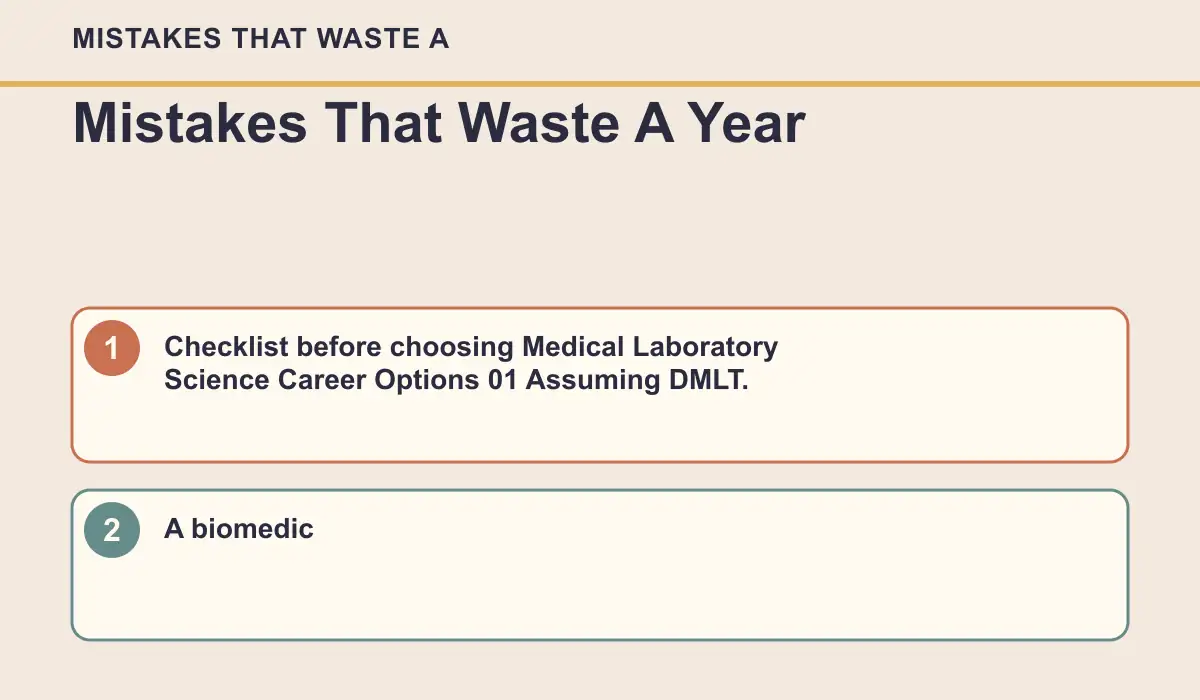 MISTAKES THAT WASTE A
Mistakes That Waste A Year
1
Checklist before choosing Medical Laboratory
Science Career Options 01 Assuming DMLT.
2
A biomedic